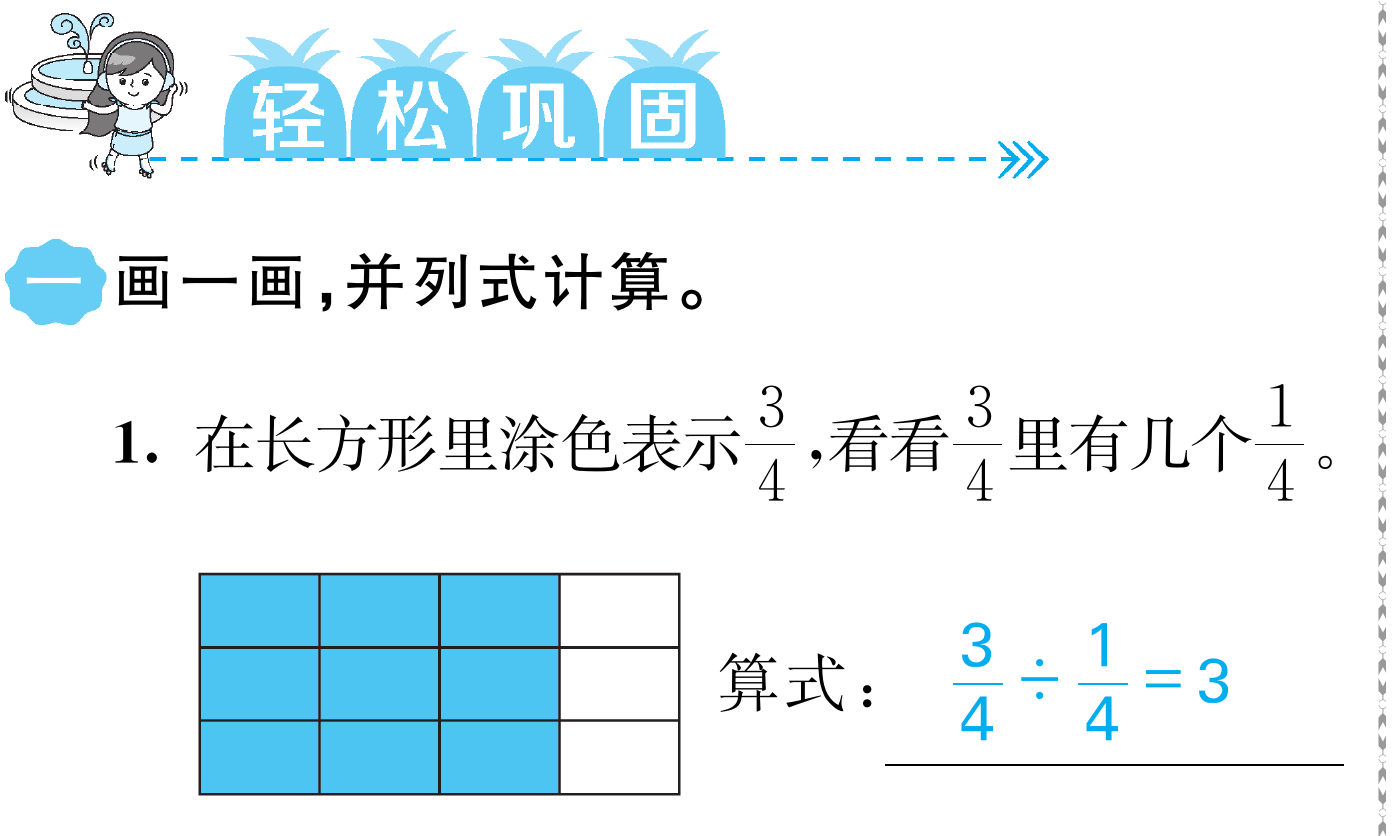 轻松巩固
一 画一画,并列式计算。
1. 在长方形里涂色表示3/4,看看3/4里有几个1/4。
算式: 3/4 ÷ 1/4 = 3